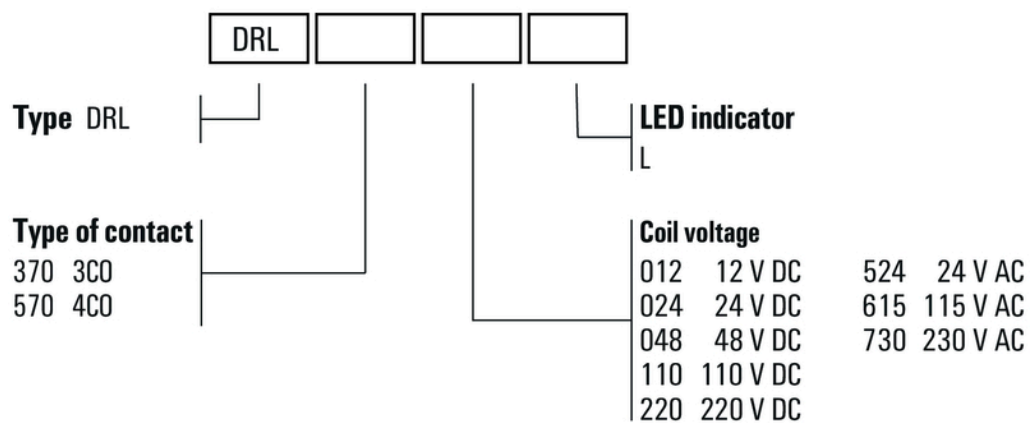 DRL
Type DRL
LED indicator
L
Type of contact
370 3CO
570 4CO
Coil voltage
012 12 V DC 524 24 V AC
024 24 V DC 615 115 V AC
048 48 V DC 730 230 V AC
110 110 V DC
220 220 V DC